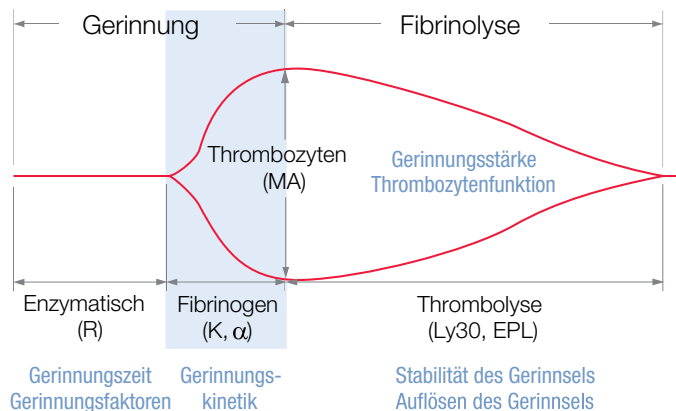 Gerinnung
Fibrinolyse
Thrombozyten
(MA)
Gerinnungsstärke
Thrombozytenfunktion
Enzymatisch
(R)
Fibrinogen
(K, α)
Thrombolyse
(Ly30, EPL)
Gerinnungszeit
Gerinnungsfaktoren
Gerinnungs-
kinetik
Stabilität des Gerinnsels
Auflösen des Gerinnsels